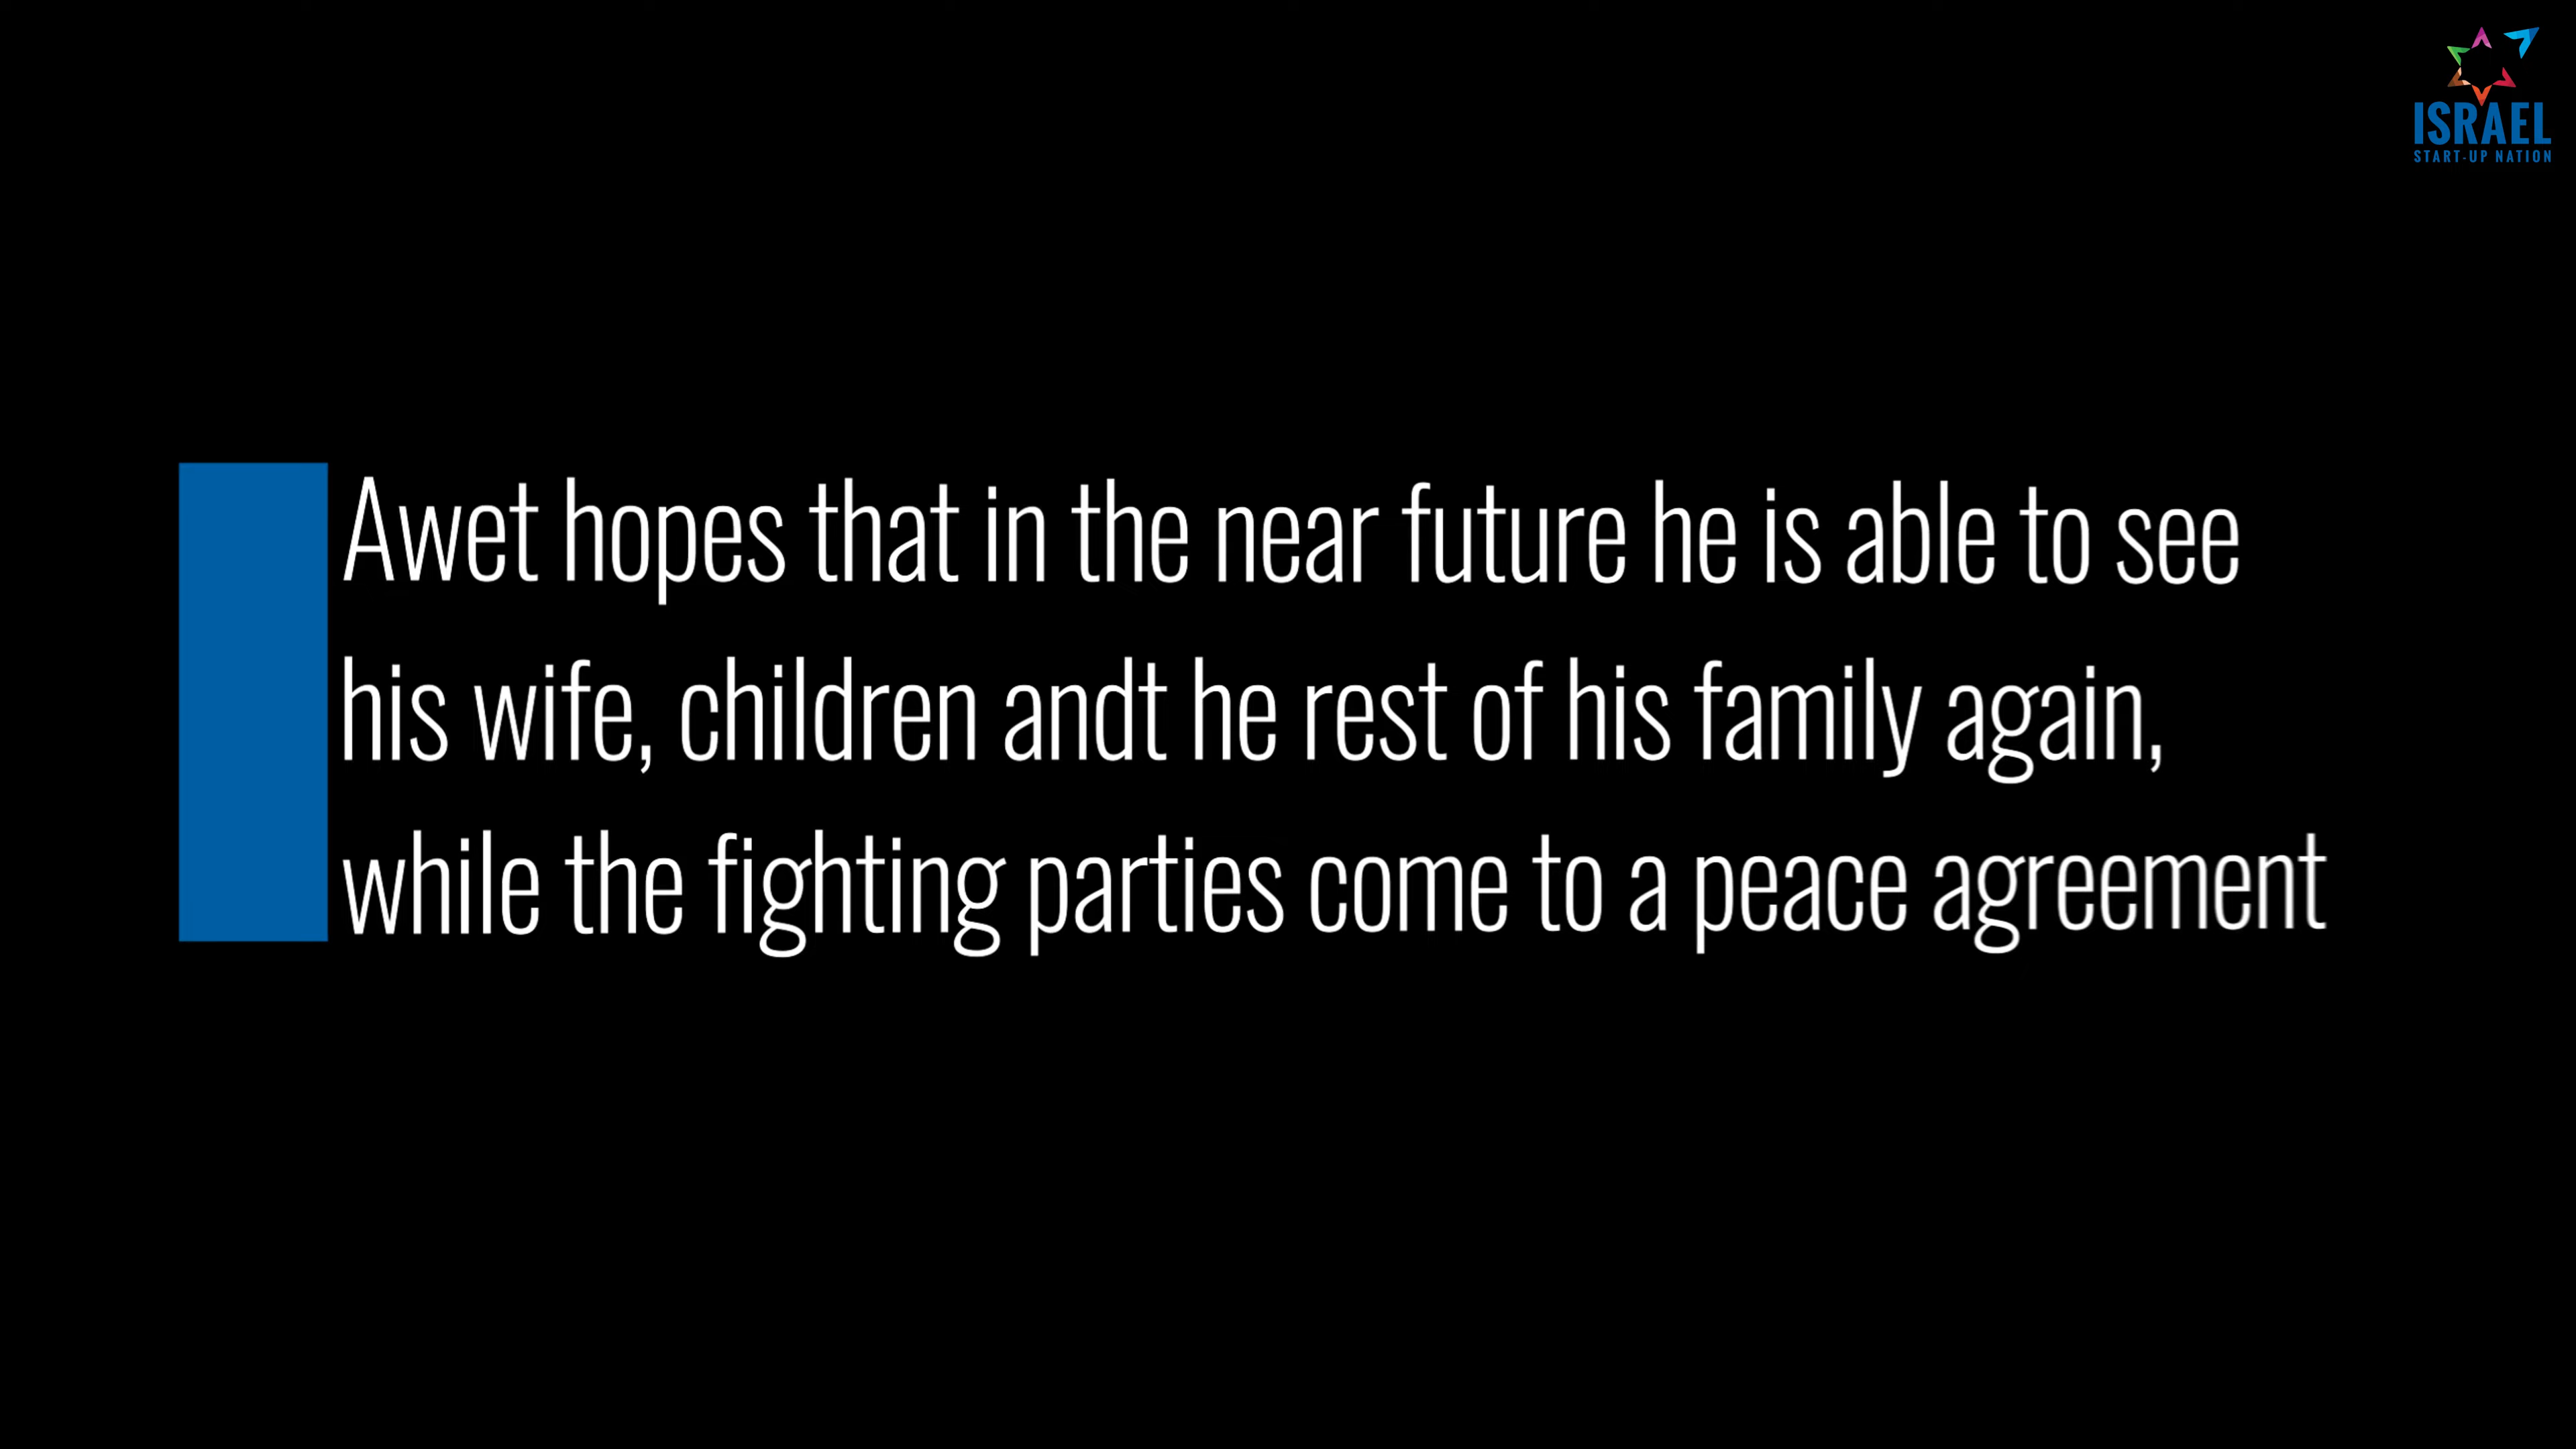 ISRAEL
START-UP NATION
Awet hopes that in the near future he is able to see
his wife, children andt he rest of his family again,
while the fighting parties come to a peace agreement